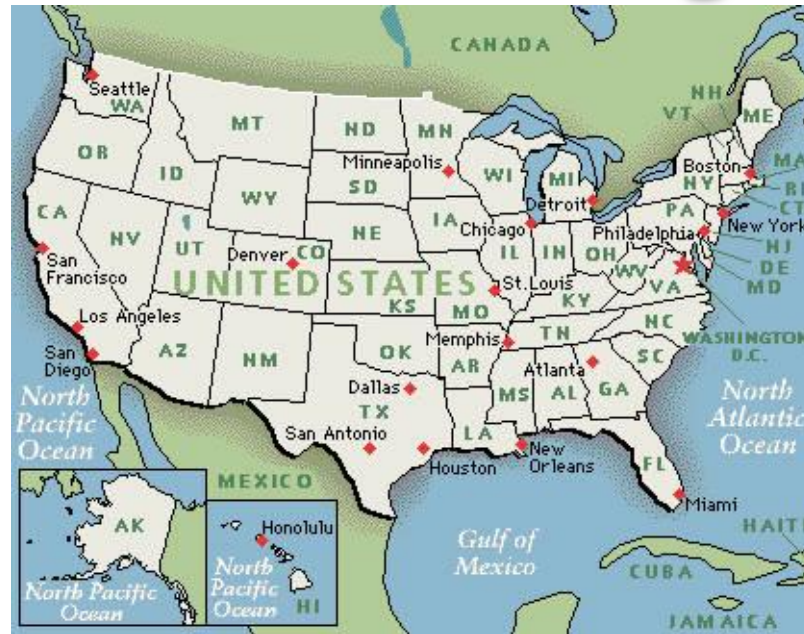 CANADA
NH
VT
ME
Seattle
WA
MT
ND
MN
OR
ID
Minneapolis
WI
MI
Boston
MA
NY
RI
CT
SD
WY
Detroit
CA
NV
UT
NE
IA
Chicago
PA
New York
Philadelphia
IL
IN
OH
NJ
DE
MD
San
Francisco
Denver
CO
UNITED STATES
WV
VA
St. Louis
KS
MO
KY
WASHINGTON
D.C.
Los Angeles
San
Diego
AZ
NM
OK
Memphis
TN
NC
AR
SC
Dallas
TX
MS
AL
Atlanta
GA
North
Pacific
Ocean
North
Atlantic
Ocean
San Antonio
Houston
LA
New
Orleans
FL
Miami
MEXICO
AK
North Pacific
Ocean
Honolulu
North
Pacific
Ocean
HI
Gulf of
Mexico
CUBA
HAITI
JAMAICA